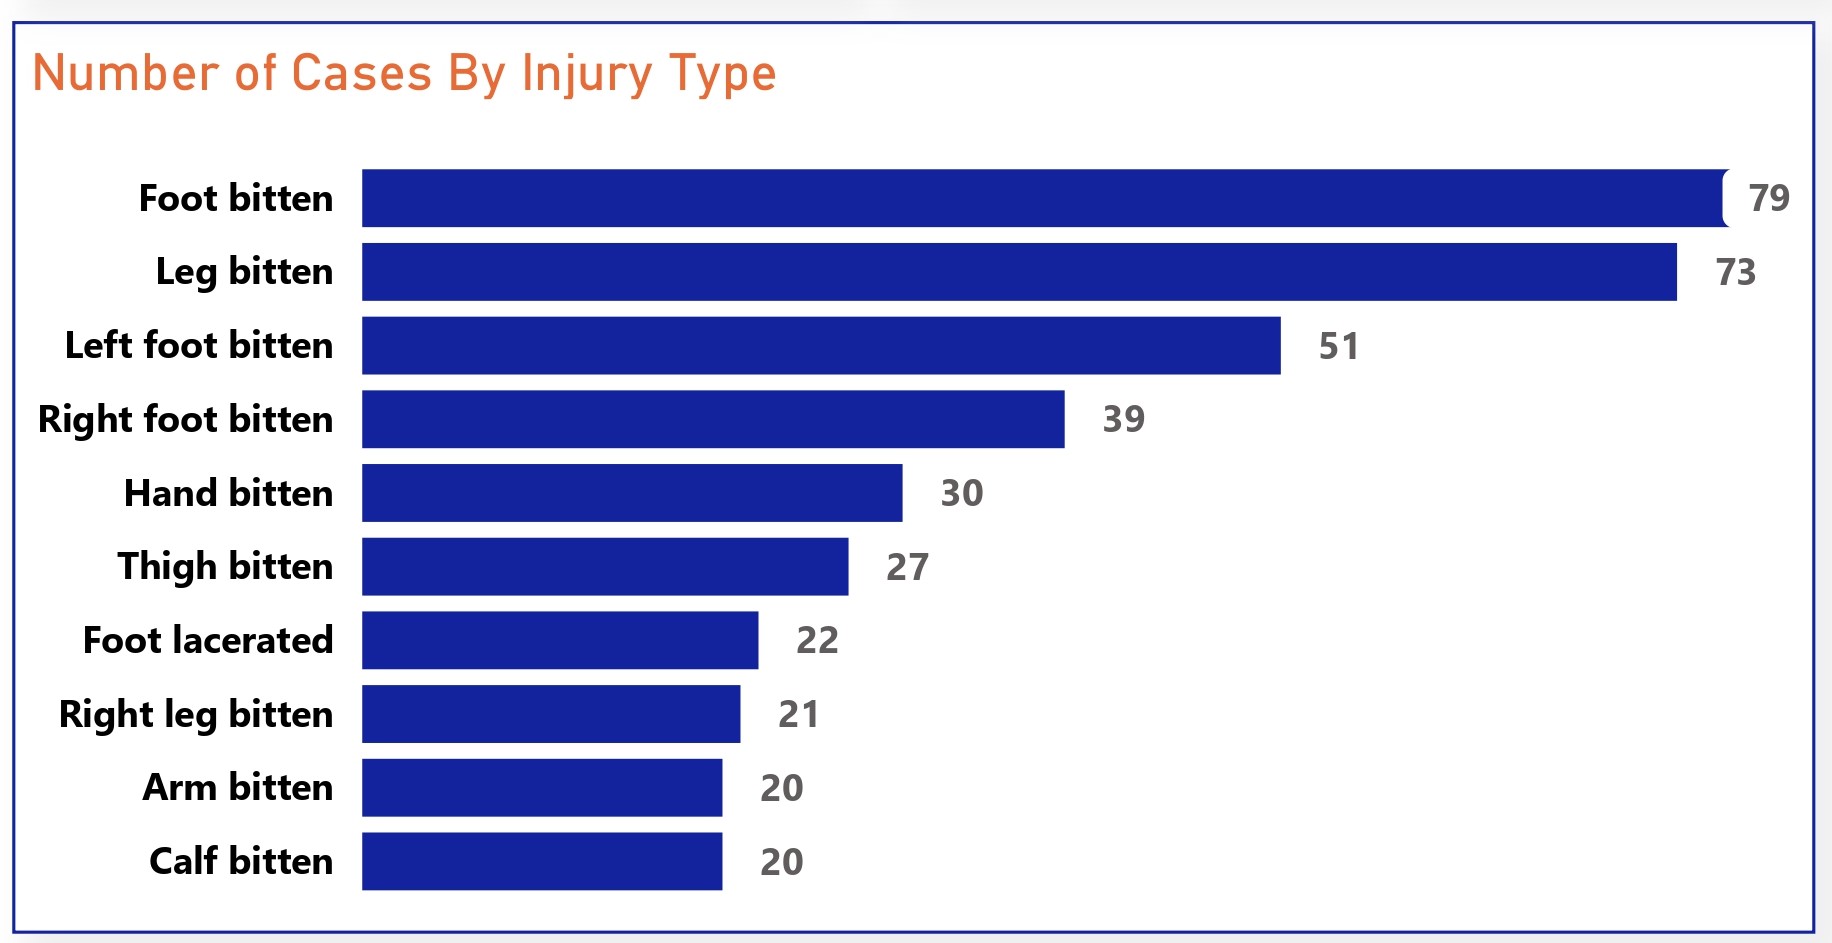 Number of Cases By Injury Type
Foot bitten 79
Leg bitten 73
Left foot bitten 51
Right foot bitten 39
Hand bitten 30
Thigh bitten 27
Foot lacerated 22
Right leg bitten 21
Arm bitten 20
Calf bitten 20